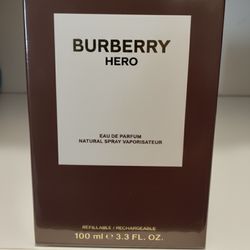 BURBERRY
HERO
EAU DE PARFUM
NATURAL SPRAY VAPORISATEUR
REFILLABLE / RECHARGEABLE
100 ml ℮ 3.3 FL. OZ.